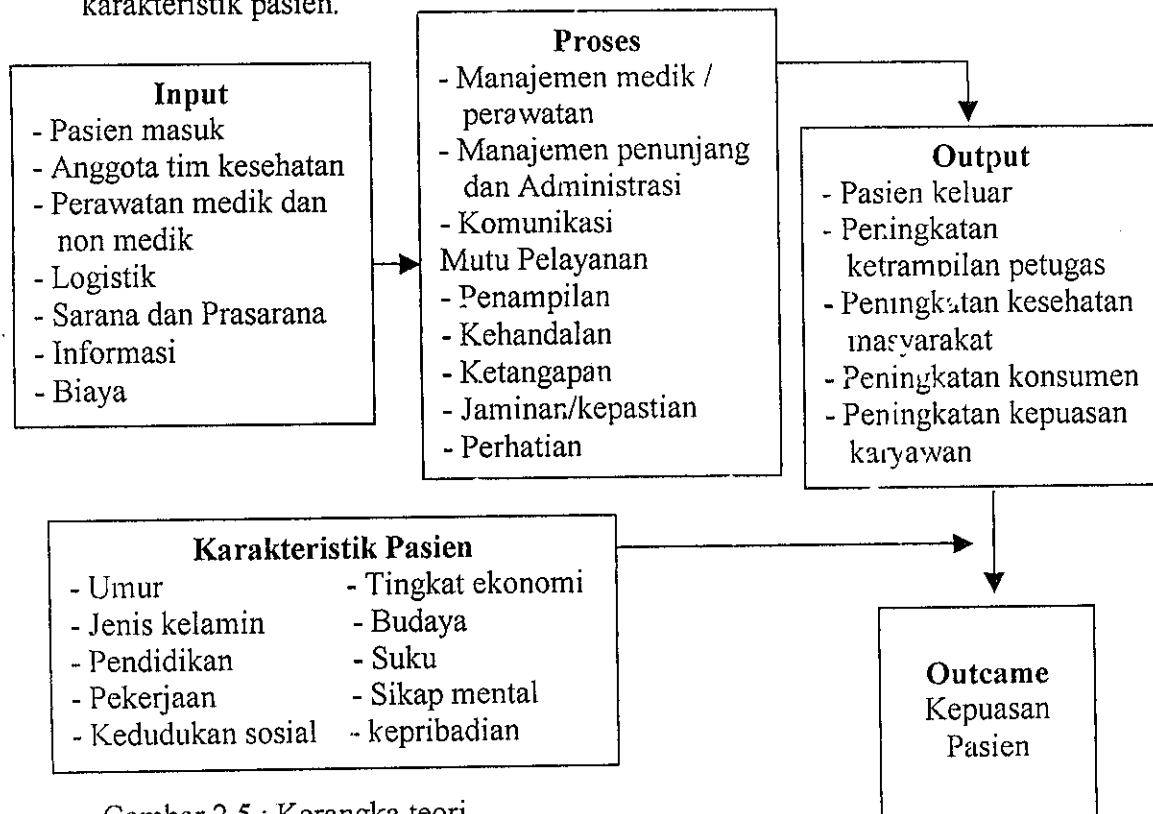 karakteristik pasien.
Proses
- Manajemen medik /
perawatan
- Manajemen penunjang
dan Administrasi
- Komunikasi
Mutu Pelayanan
- Penampilan
- Kehandalan
- Ketangapan
- Jaminan/kepastian
- Perhatian
Input
- Pasien masuk
- Anggota tim kesehatan
- Perawatan medik dan
non medik
- Logistik
- Sarana dan Prasarana
- Informasi
- Biaya
Output
- Pasien keluar
- Peningkatan
ketrampilan petugas
- Peningkatan kesehatan
masyarakat
- Peningkatan konsumen
- Peningkatan kepuasan
karyawan
Karakteristik Pasien
- Umur - Tingkat ekonomi
- Jenis kelamin - Budaya
- Pendidikan - Suku
- Pekerjaan - Sikap mental
- Kedudukan sosial - kepribadian
Outcame
Kepuasan
Pasien
Gambar 2.5 : Kerangka teori